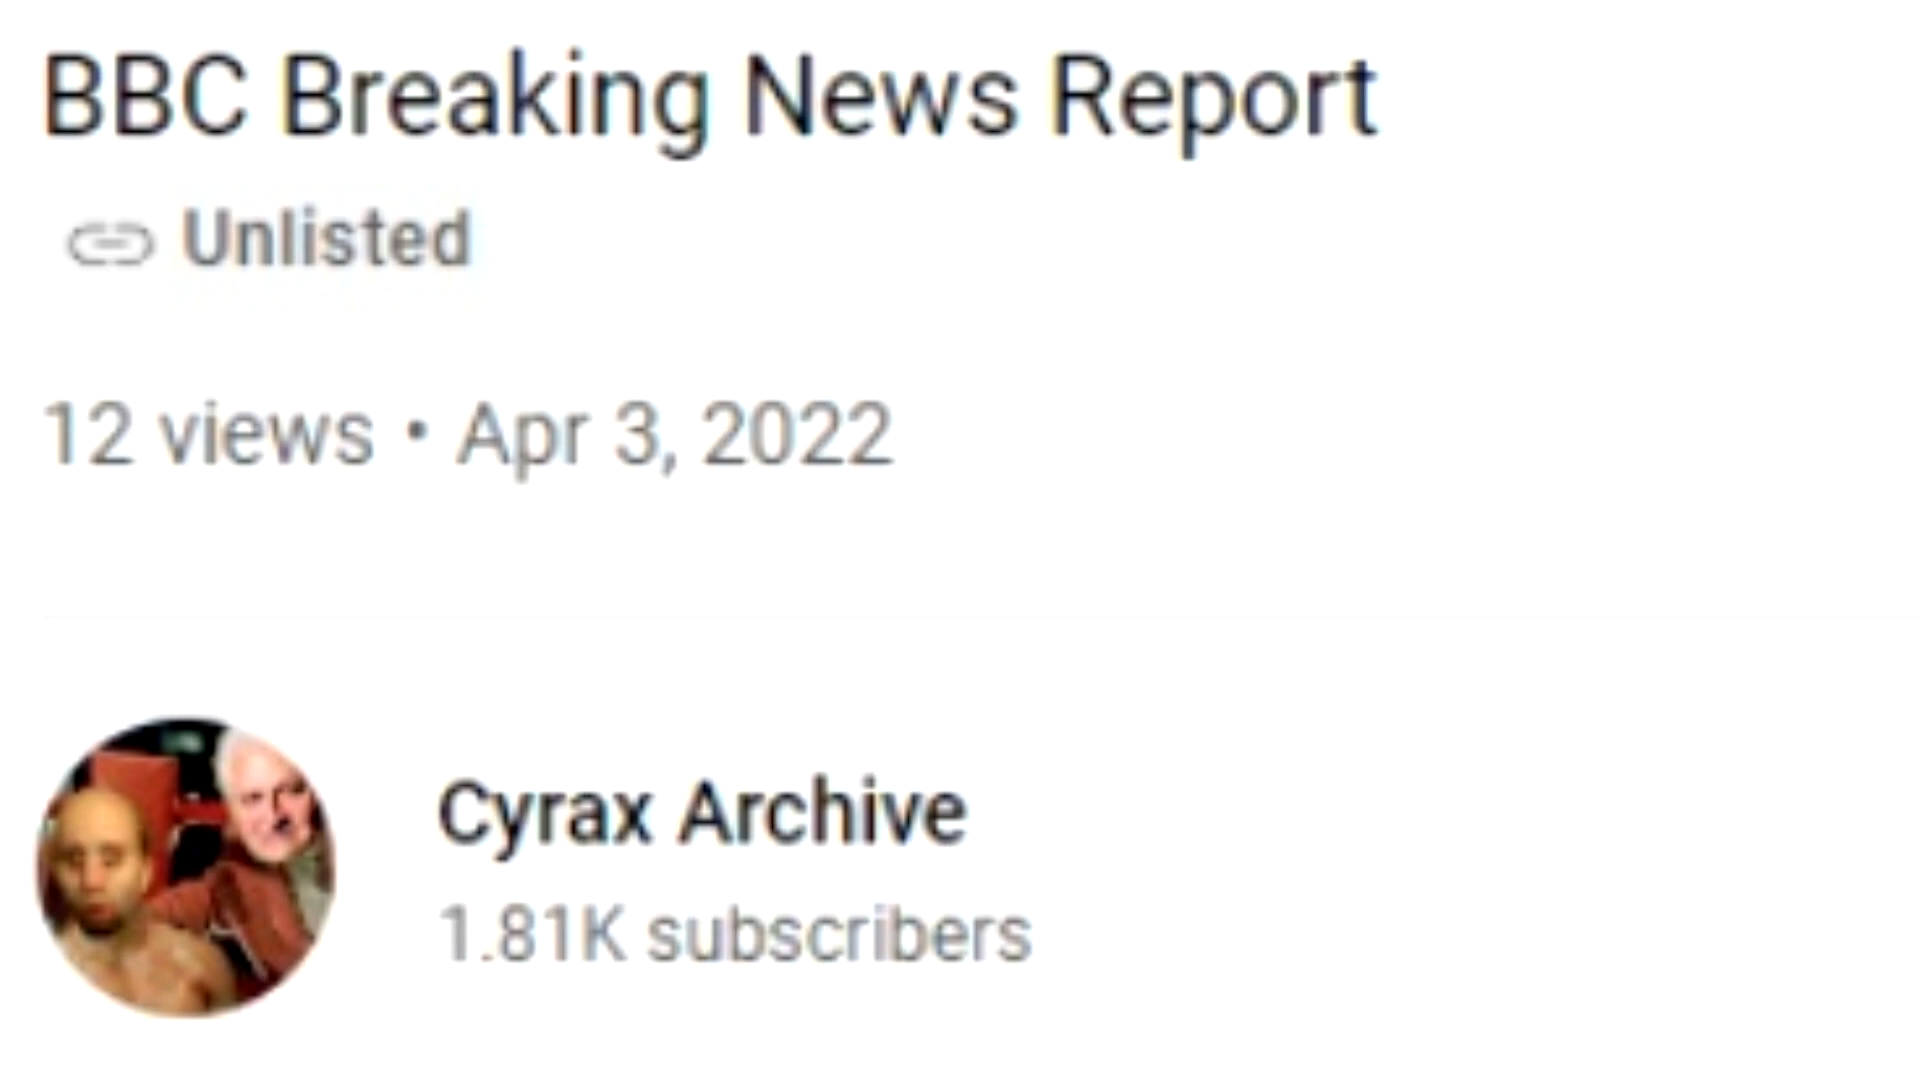 BBC Breaking News Report
Unlisted
12 views • Apr 3, 2022
Cyrax Archive
1.81K subscribers